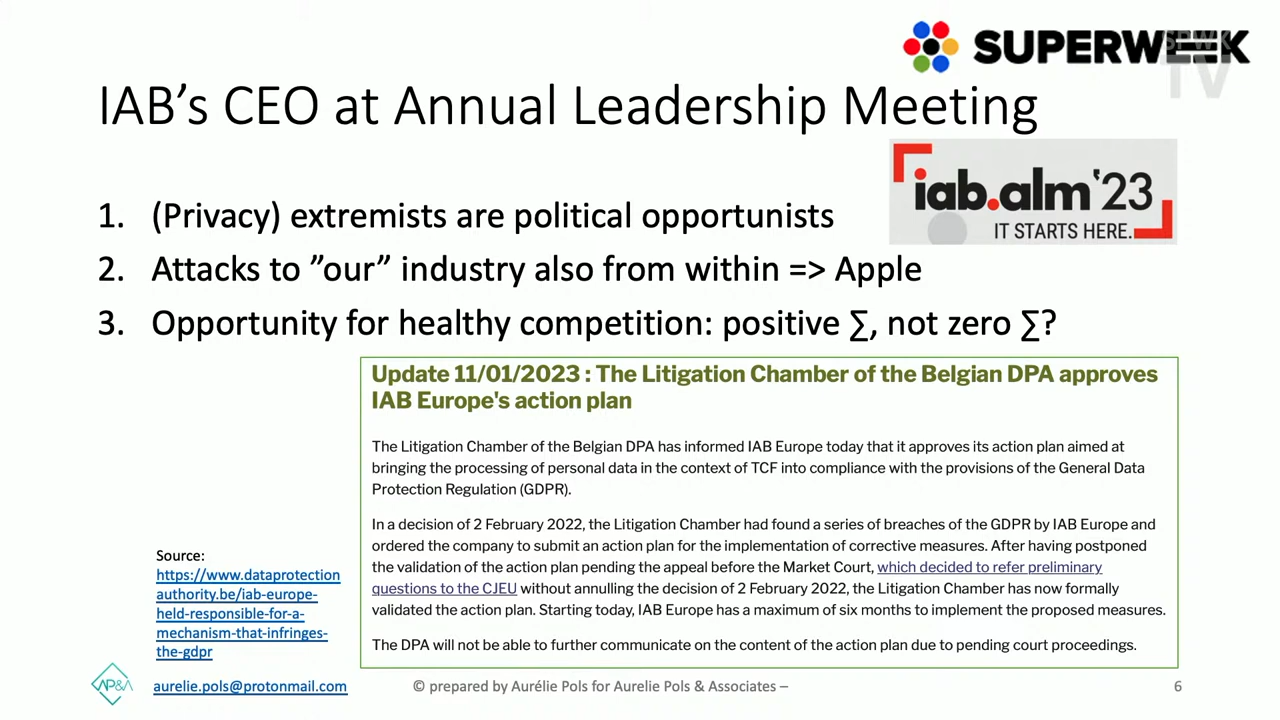 SUPERWEEK
SPWK
TV
IAB’s CEO at Annual Leadership Meeting
iab.alm‘23
IT STARTS HERE.
1. (Privacy) extremists are political opportunists
2. Attacks to ”our” industry also from within => Apple
3. Opportunity for healthy competition: positive ∑, not zero ∑?
Update 11/01/2023 : The Litigation Chamber of the Belgian DPA approves
IAB Europe's action plan
The Litigation Chamber of the Belgian DPA has informed IAB Europe today that it approves its action plan aimed at
bringing the processing of personal data in the context of TCF into compliance with the provisions of the General Data
Protection Regulation (GDPR).
In a decision of 2 February 2022, the Litigation Chamber had found a series of breaches of the GDPR by IAB Europe and
ordered the company to submit an action plan for the implementation of corrective measures. After having postponed
the validation of the action plan pending the appeal before the Market Court, which decided to refer preliminary
questions to the CJEU without annulling the decision of 2 February 2022, the Litigation Chamber has now formally
validated the action plan. Starting today, IAB Europe has a maximum of six months to implement the proposed measures.
The DPA will not be able to further communicate on the content of the action plan due to pending court proceedings.
Source:
https://www.dataprotection
authority.be/iab-europe-
held-responsible-for-a-
mechanism-that-infringes-
the-gdpr
AP&A
aurelie.pols@protonmail.com
© prepared by Aurélie Pols for Aurelie Pols & Associates –
6